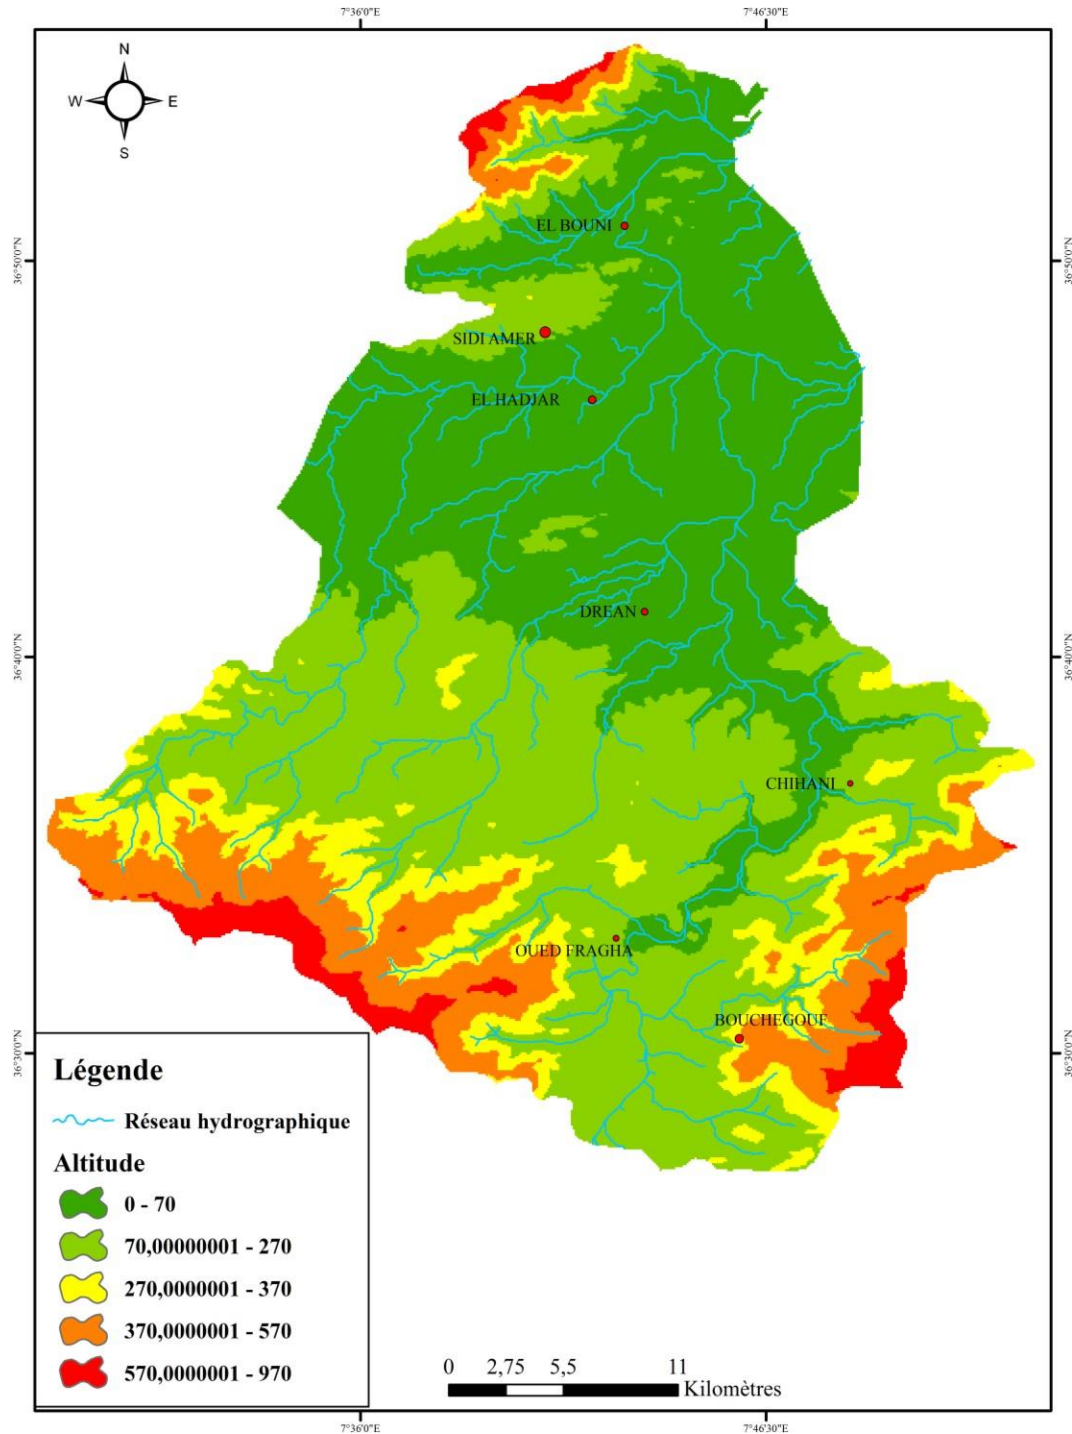 7°36'0"E
7°46'30"E
N
W
E
S
36°50'0"N
36°50'0"N
EL BOUNI
SIDI AMER
EL HADJAR
DREAN
36°40'0"N
36°40'0"N
CHIHANI
OUED FRAGHA
BOUCHEGOUF
36°30'0"N
36°30'0"N
Légende
Réseau hydrographique
Altitude
0 - 70
70,00000001 - 270
270,0000001 - 370
370,0000001 - 570
570,0000001 - 970
0 2,75 5,5 11
Kilomètres
7°36'0"E
7°46'30"E